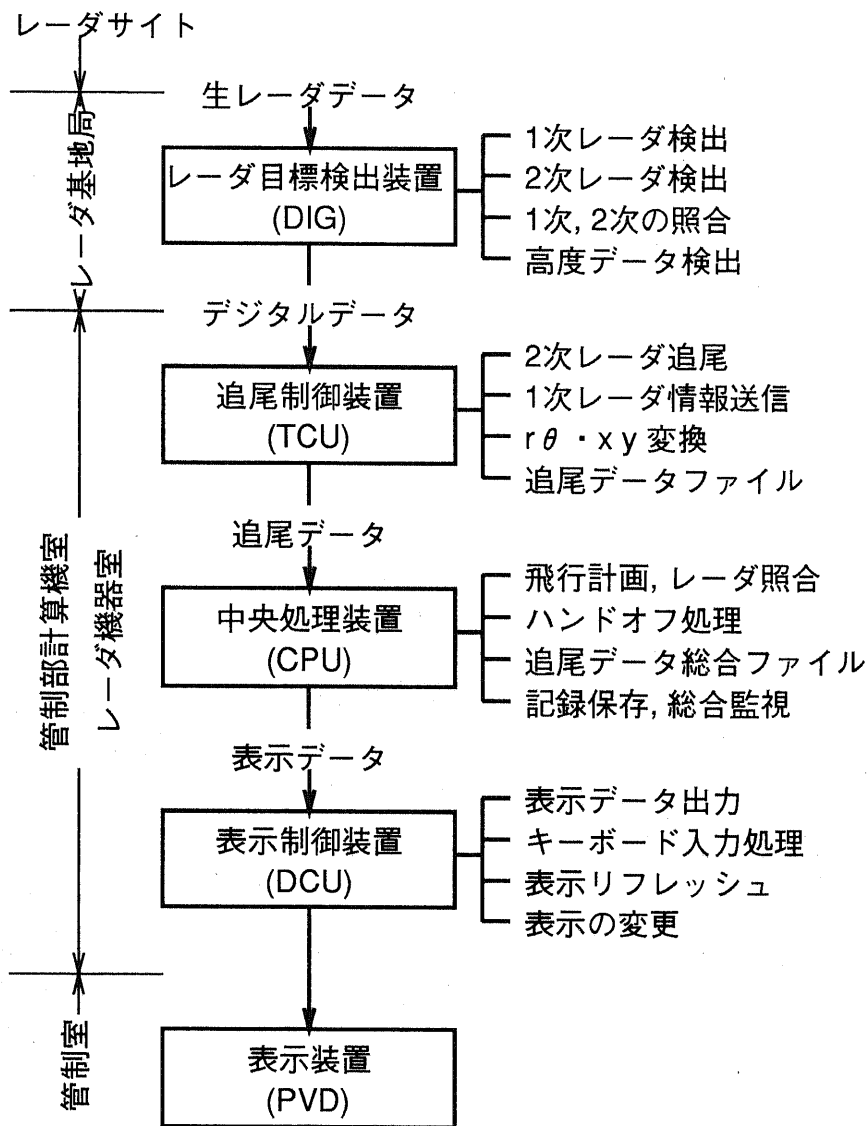 レーダサイト
生レーダデータ
レーダ基地局
レーダ目標検出装置
(DIG)
1次レーダ検出
2次レーダ検出
1次, 2次の照合
高度データ検出
デジタルデータ
管制部計算機室
レーダ機器室
追尾制御装置
(TCU)
2次レーダ追尾
1次レーダ情報送信
rθ・xy変換
追尾データファイル
追尾データ
中央処理装置
(CPU)
飛行計画, レーダ照合
ハンドオフ処理
追尾データ総合ファイル
記録保存, 総合監視
表示データ
表示制御装置
(DCU)
表示データ出力
キーボード入力処理
表示リフレッシュ
表示の変更
管制室
表示装置
(PVD)